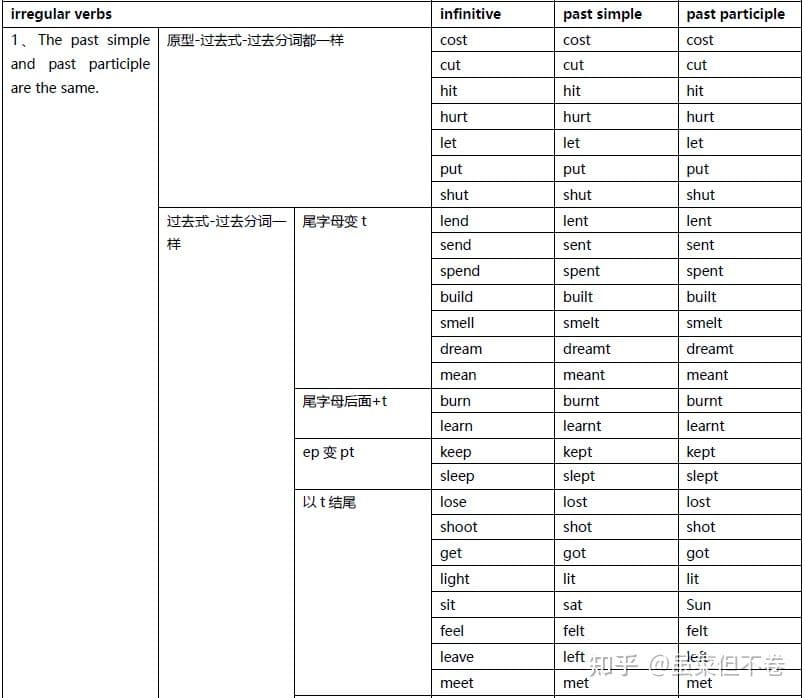 irregular verbs infinitive past simple past participle
1、The past simple 原型-过去式-过去分词都一样 cost cost cost
and past participle cut cut cut
are the same. hit hit hit
hurt hurt hurt
let let let
put put put
shut shut shut
过去式-过去分词一 尾字母变 t lend lent lent
样 send sent sent
spend spent spent
build built built
smell smelt smelt
dream dreamt dreamt
mean meant meant
尾字母后面+t burn burnt burnt
learn learnt learnt
ep 变 pt keep kept kept
sleep slept slept
以 t 结尾 lose lost lost
shoot shot shot
get got got
light lit lit
sit sat Sun
feel felt felt
leave left left
meet met met
知乎 @虽菜但不卷